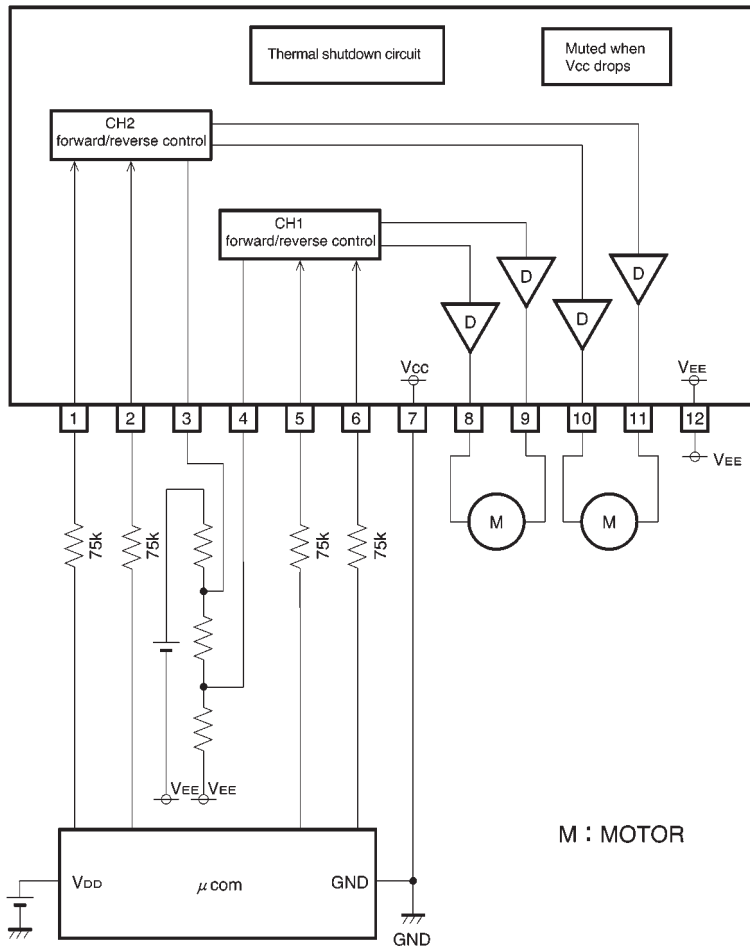 Thermal shutdown circuit
Muted when
Vcc drops
CH2
forward/reverse control
CH1
forward/reverse control
D
D
D
D
VCC
VEE
1
2
3
4
5
6
7
8
9
10
11
12
VEE
M
M
75k
75k
75k
75k
VEE
VEE
M : MOTOR
VDD
μcom
GND
GND